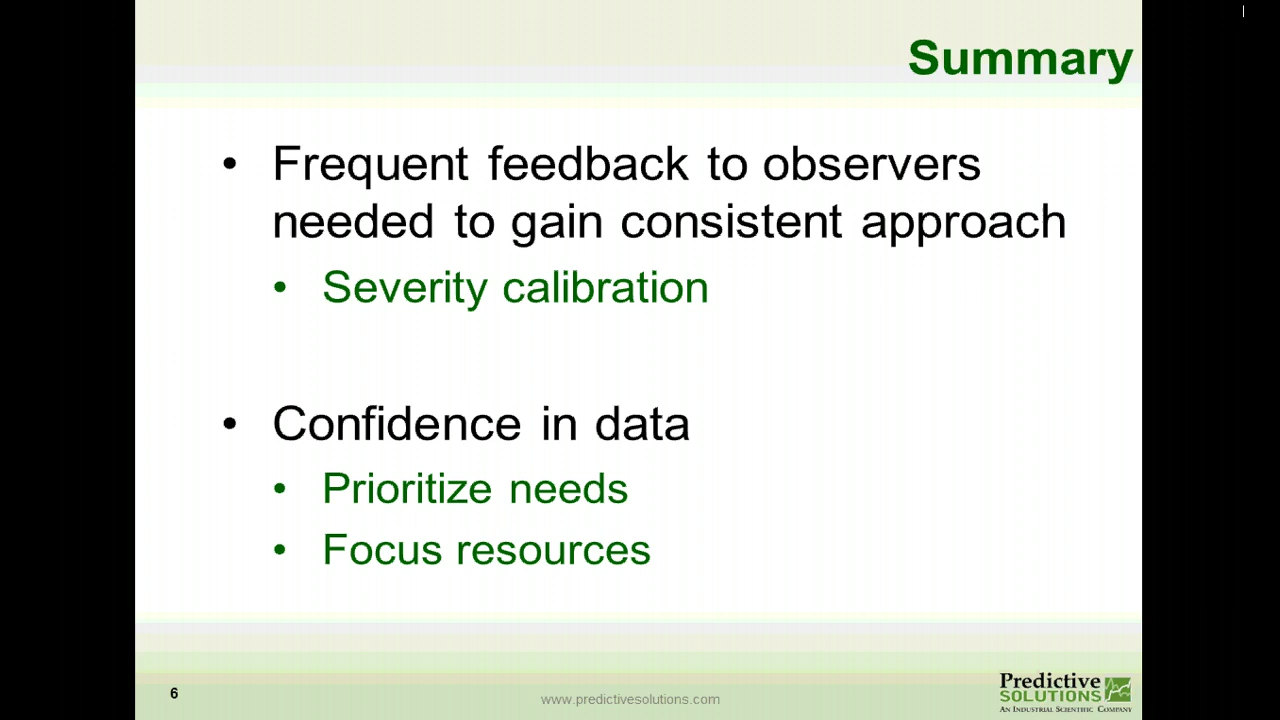 Summary
• Frequent feedback to observers
needed to gain consistent approach
• Severity calibration
• Confidence in data
• Prioritize needs
• Focus resources
6
www.predictivesolutions.com
Predictive
SOLUTIONS
AN INDUSTRIAL SCIENTIFIC COMPANY